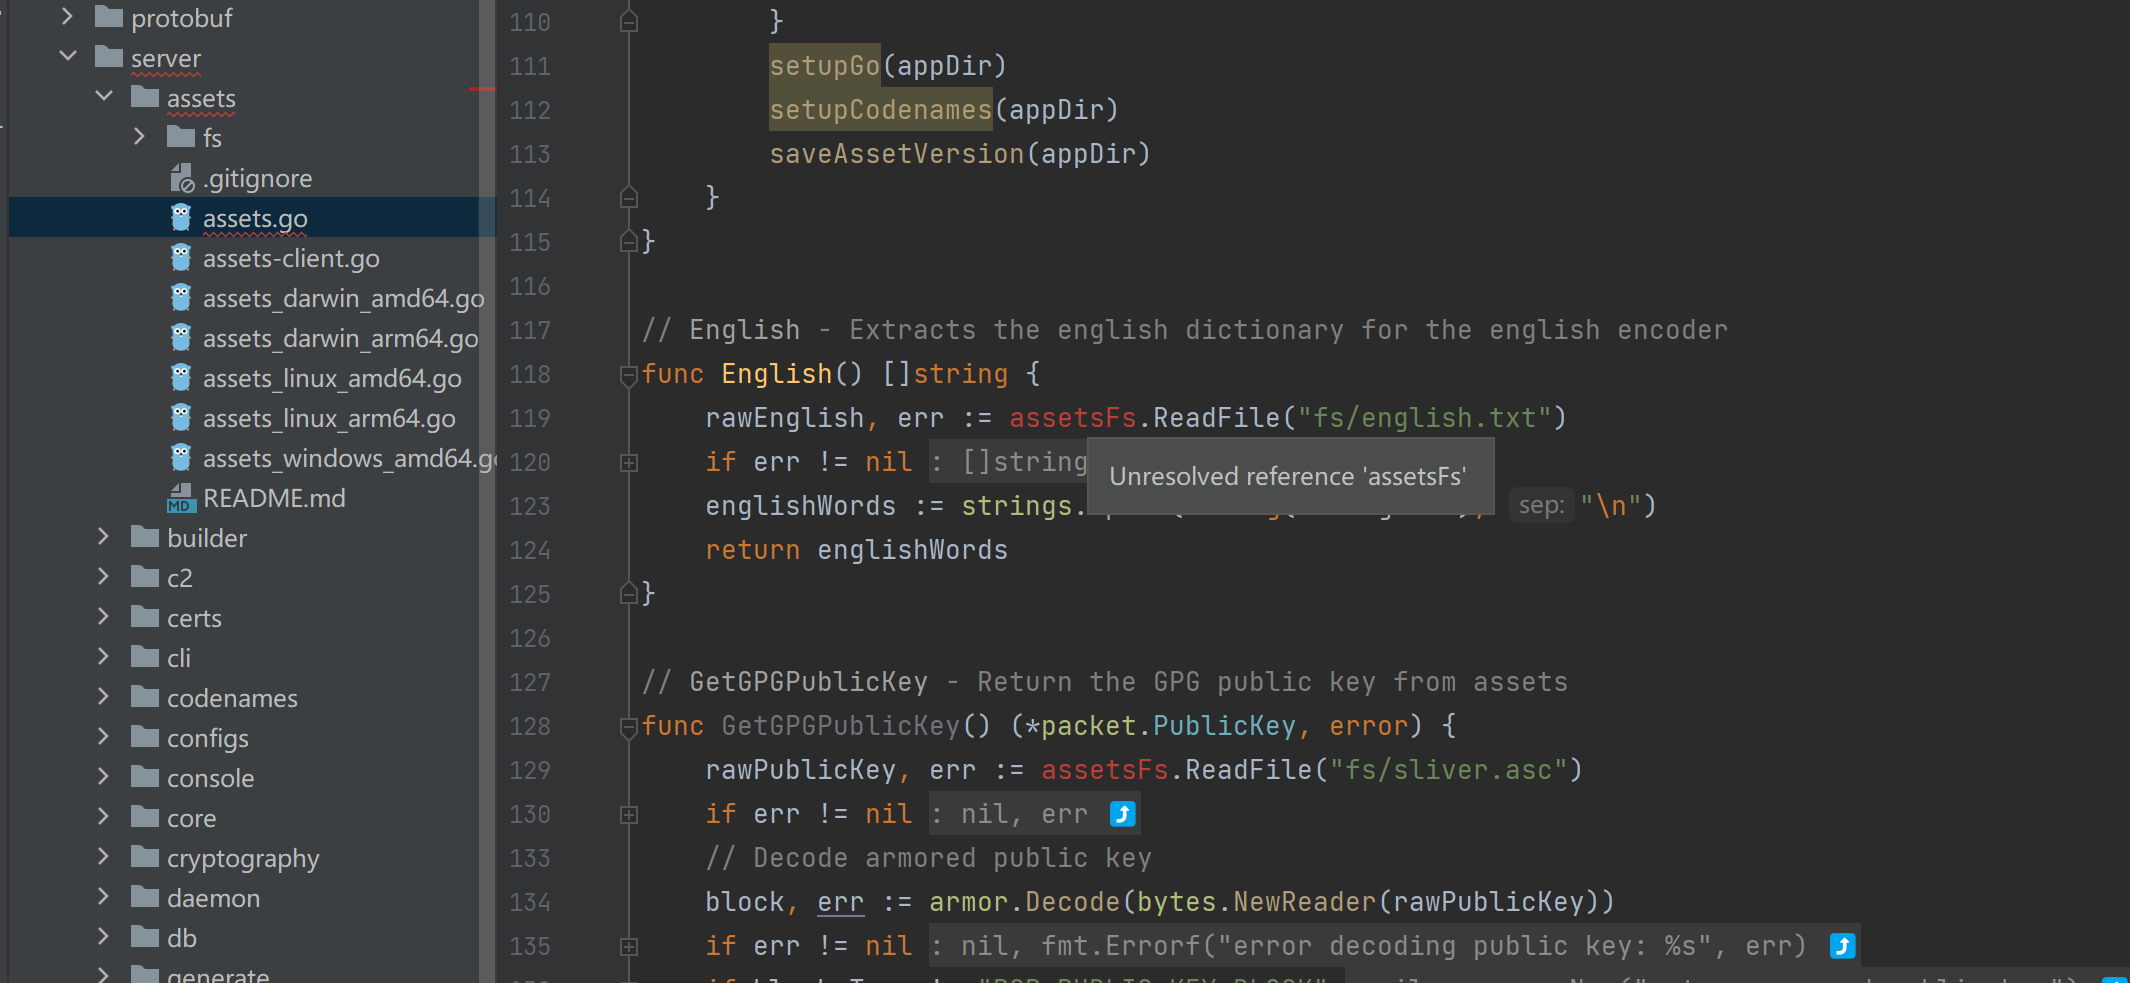 protobuf
server
assets
fs
.gitignore
assets.go
assets-client.go
assets_darwin_amd64.go
assets_darwin_arm64.go
assets_linux_amd64.go
assets_linux_arm64.go
assets_windows_amd64.go
MD README.md
builder
c2
certs
cli
codenames
configs
console
core
cryptography
daemon
db
generate
110 }
111 setupGo(appDir)
112 setupCodenames(appDir)
113 saveAssetVersion(appDir)
114 }
115 }
116
117 // English - Extracts the english dictionary for the english encoder
118 func English() []string {
119 rawEnglish, err := assetsFs.ReadFile("fs/english.txt")
120 if err != nil : []string
Unresolved reference 'assetsFs'
123 englishWords := strings. sep: "\n")
124 return englishWords
125 }
126
127 // GetGPGPublicKey - Return the GPG public key from assets
128 func GetGPGPublicKey() (*packet.PublicKey, error) {
129 rawPublicKey, err := assetsFs.ReadFile("fs/sliver.asc")
130 if err != nil : nil, err
133 // Decode armored public key
134 block, err := armor.Decode(bytes.NewReader(rawPublicKey))
135 if err != nil : nil, fmt.Errorf("error decoding public key: %s", err)